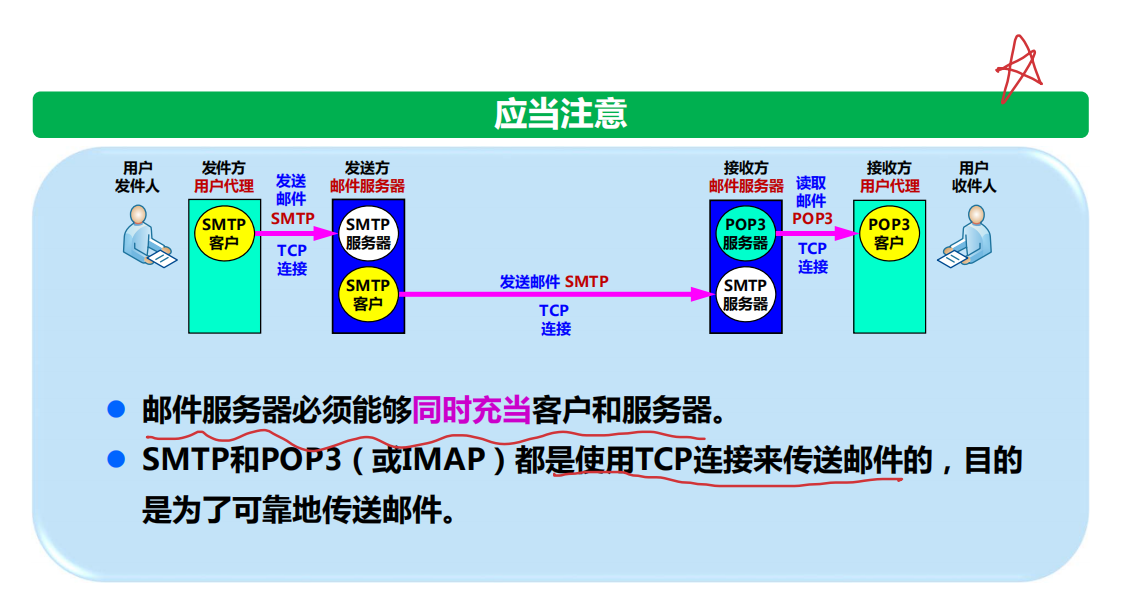 应当注意
用户
发件人
发件方
用户代理
发送
邮件
SMTP
TCP
连接
SMTP
客户
发送方
邮件服务器
SMTP
服务器
SMTP
客户
发送邮件 SMTP
TCP
连接
接收方
邮件服务器
POP3
服务器
SMTP
服务器
读取
邮件
POP3
TCP
连接
接收方
用户代理
POP3
客户
用户
收件人
邮件服务器必须能够同时充当客户和服务器。
SMTP和POP3（或IMAP）都是使用TCP连接来传送邮件的，目的
是为了可靠地传送邮件。